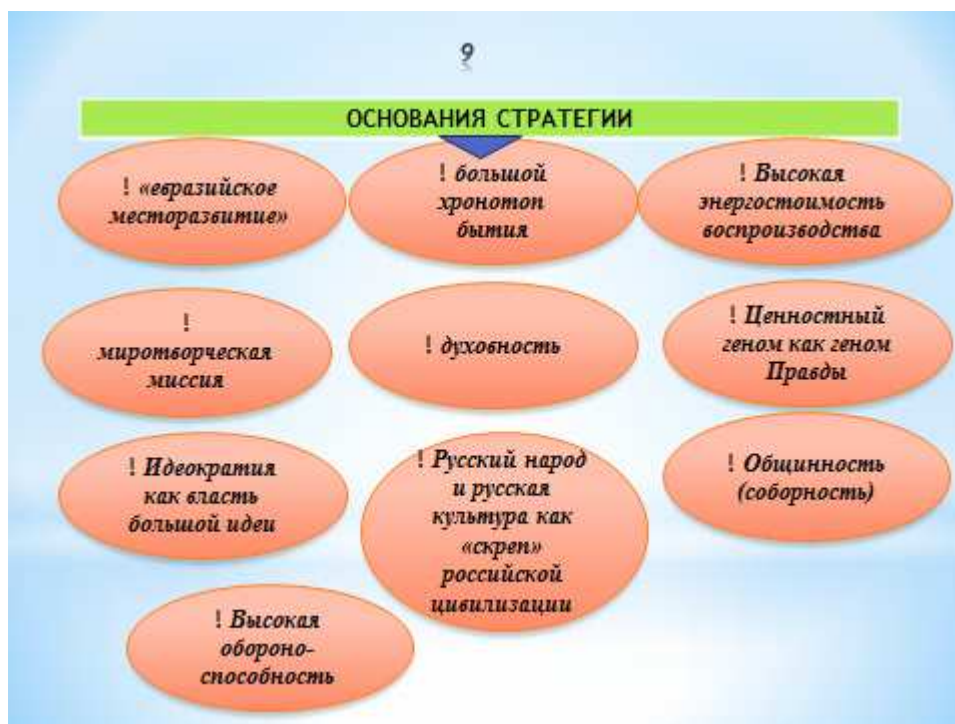 9
ОСНОВАНИЯ СТРАТЕГИИ
! «евразийское
месторазвитие»
! большой
хронотоп
бытия
! Высокая
энергостоимость
воспроизводства
!
миротворческая
миссия
! духовность
! Ценностный
геном как геном
Правды
! Идеократия
как власть
большой идеи
! Русский народ
и русская
культура как
«скреп»
российской
цивилизации
! Общинность
(соборность)
! Высокая
обороно-
способность